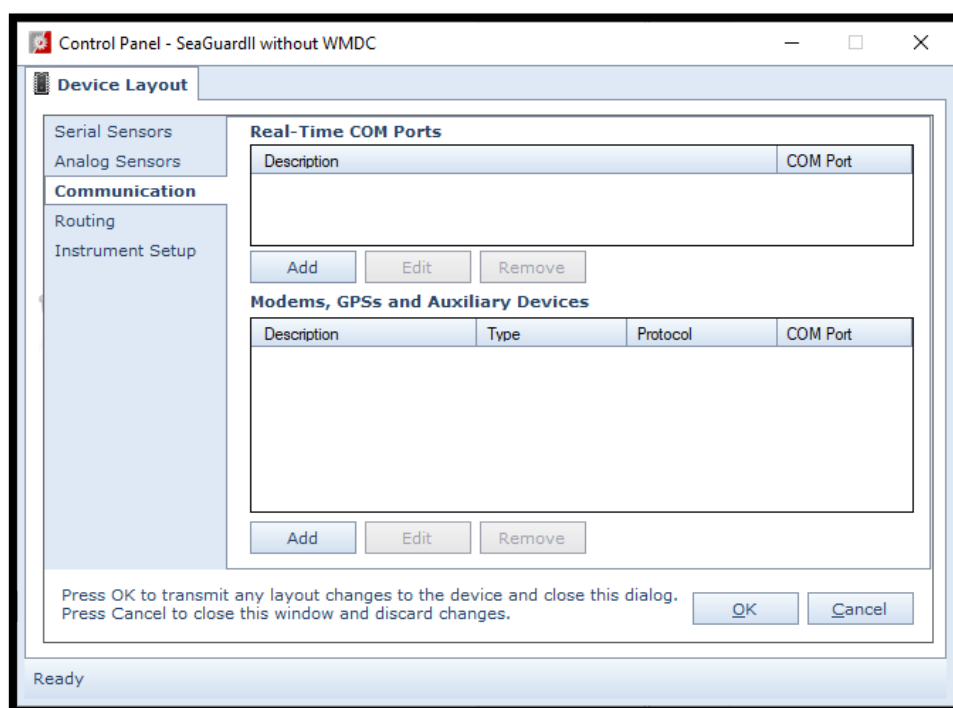 Control Panel - SeaGuardII without WMDC
Device Layout
Serial Sensors
Analog Sensors
Communication
Routing
Instrument Setup
Real-Time COM Ports
Description COM Port
Add Edit Remove
Modems, GPSs and Auxiliary Devices
Description Type Protocol COM Port
Add Edit Remove
Press OK to transmit any layout changes to the device and close this dialog.
Press Cancel to close this window and discard changes.
OK Cancel
Ready